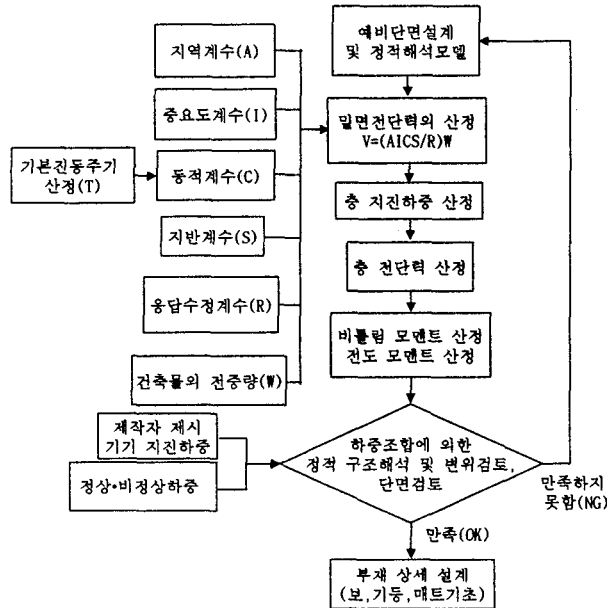 지역계수(A)
중요도계수(I)
기본진동주기
산정(T)
동적계수(C)
지반계수(S)
응답수정계수(R)
건축물의 전중량(W)
제작자 제시
기기 지진하중
정상•비정상하중
예비단면설계
및 정적해석모델
밑면전단력의 산정
V=(AICS/R)W
층 지진하중 산정
층 전단력 산정
비틀림 모맨트 산정
전도 모맨트 산정
하중조합에 의한
정적 구조해석 및 변위검토,
단면검토
만족하지
못함(NG)
만족(OK)
부재 상세 설계
(보,기둥,매트기초)